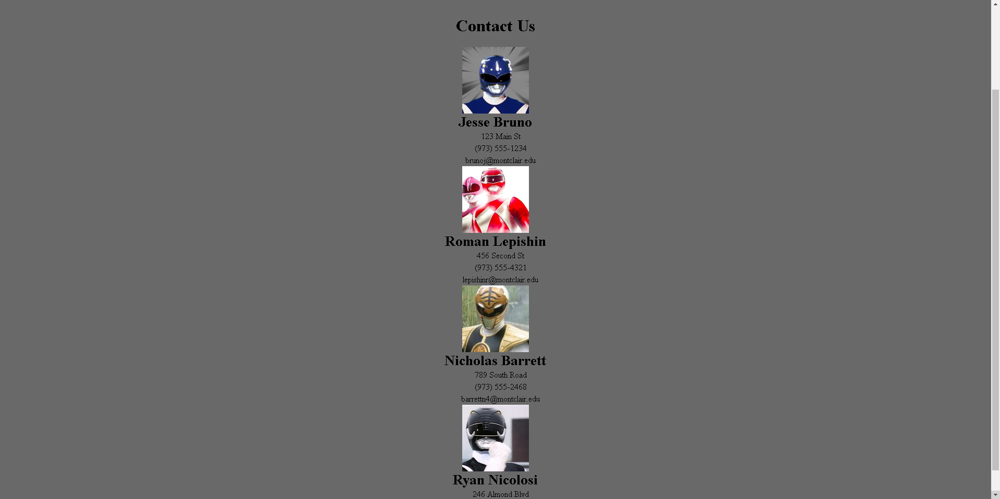 Contact Us
Jesse Bruno
123 Main St
(973) 555-1234
brunoj@montclair.edu
Roman Lepishin
456 Second St
(973) 555-4321
lepishinr@montclair.edu
Nicholas Barrett
789 South Road
(973) 555-2468
barrettn4@montclair.edu
Ryan Nicolosi
246 Almond Blvd